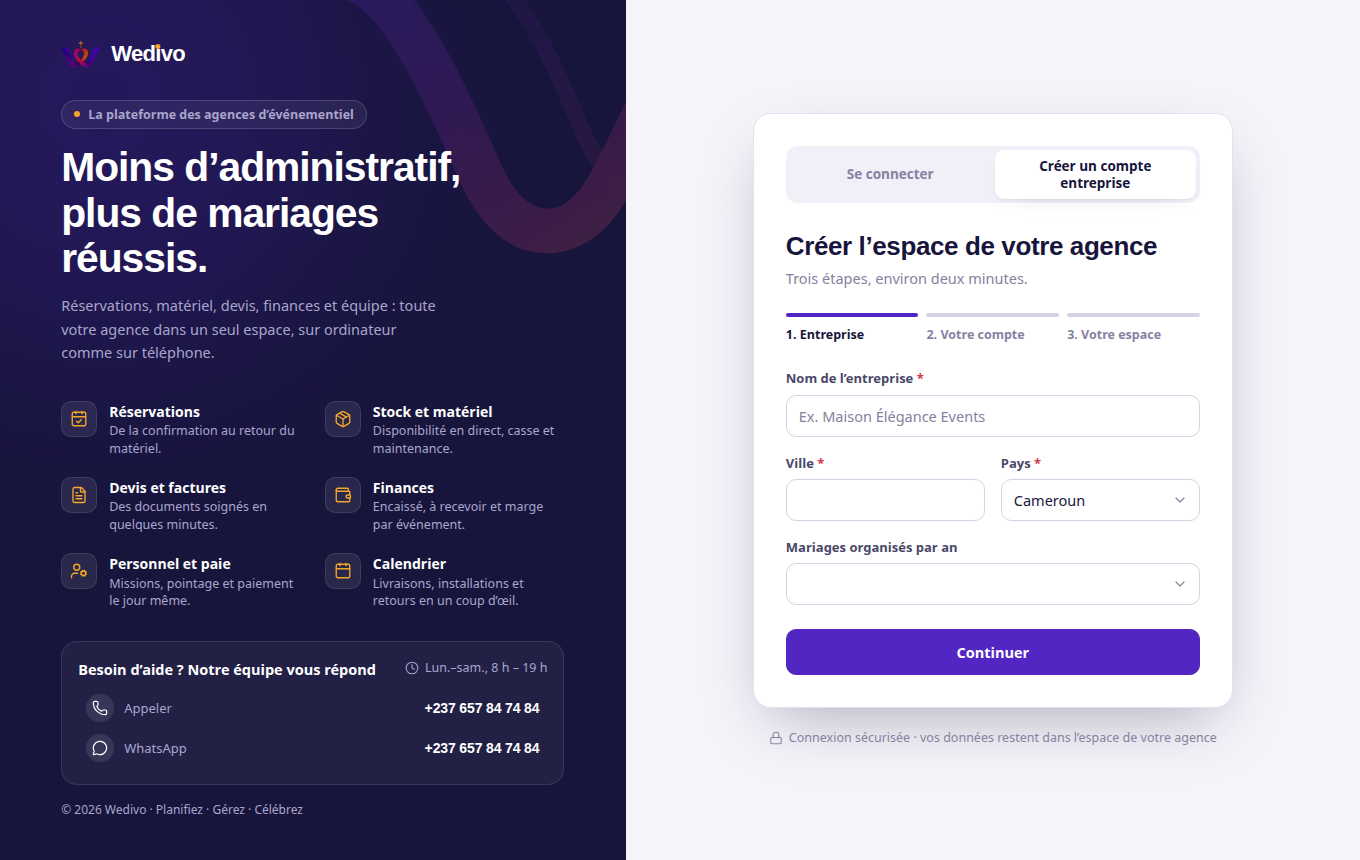 Wedivo
La plateforme des agences d’événementiel
Moins d’administratif,
plus de mariages
réussis.
Réservations, matériel, devis, finances et équipe : toute
votre agence dans un seul espace, sur ordinateur
comme sur téléphone.
Réservations
De la confirmation au retour du
matériel.
Stock et matériel
Disponibilité en direct, casse et
maintenance.
Devis et factures
Des documents soignés en
quelques minutes.
Finances
Encaissé, à recevoir et marge
par événement.
Personnel et paie
Missions, pointage et paiement
le jour même.
Calendrier
Livraisons, installations et
retours en un coup d’œil.
Besoin d’aide ? Notre équipe vous répond
Lun.–sam., 8 h – 19 h
Appeler
+237 657 84 74 84
WhatsApp
+237 657 84 74 84
© 2026 Wedivo · Planifiez · Gérez · Célébrez
Se connecter
Créer un compte
entreprise
Créer l’espace de votre agence
Trois étapes, environ deux minutes.
1. Entreprise
2. Votre compte
3. Votre espace
Nom de l’entreprise *
Ex. Maison Élégance Events
Ville *
Pays *
Cameroun
Mariages organisés par an
Continuer
Connexion sécurisée · vos données restent dans l’espace de votre agence